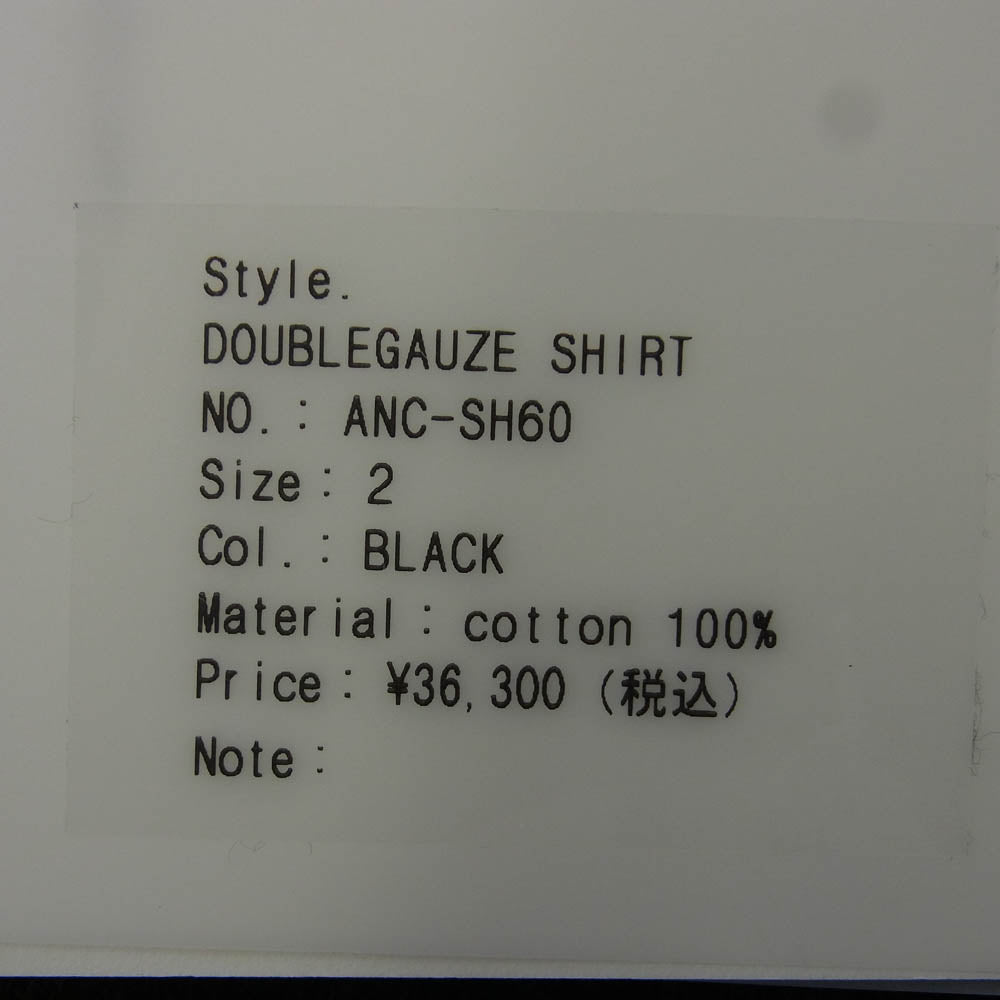 Style.
DOUBLEGAUZE SHIRT
NO.: ANC-SH60
Size: 2
Col.: BLACK
Material: cotton 100%
Price: ¥36,300 (税込)
Note: